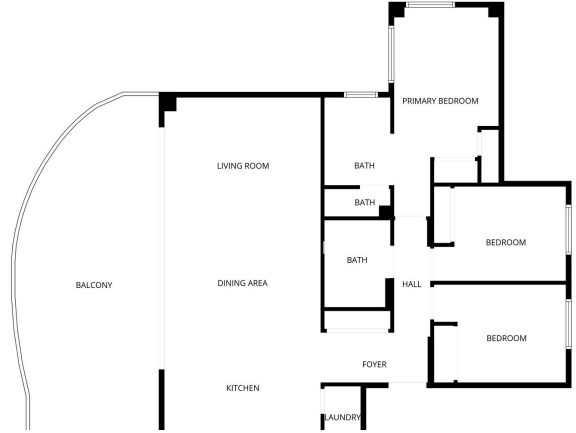 PRIMARY BEDROOM
LIVING ROOM
BATH
BATH
BEDROOM
BATH
DINING AREA
BALCONY
HALL
BEDROOM
FOYER
KITCHEN
LAUNDRY